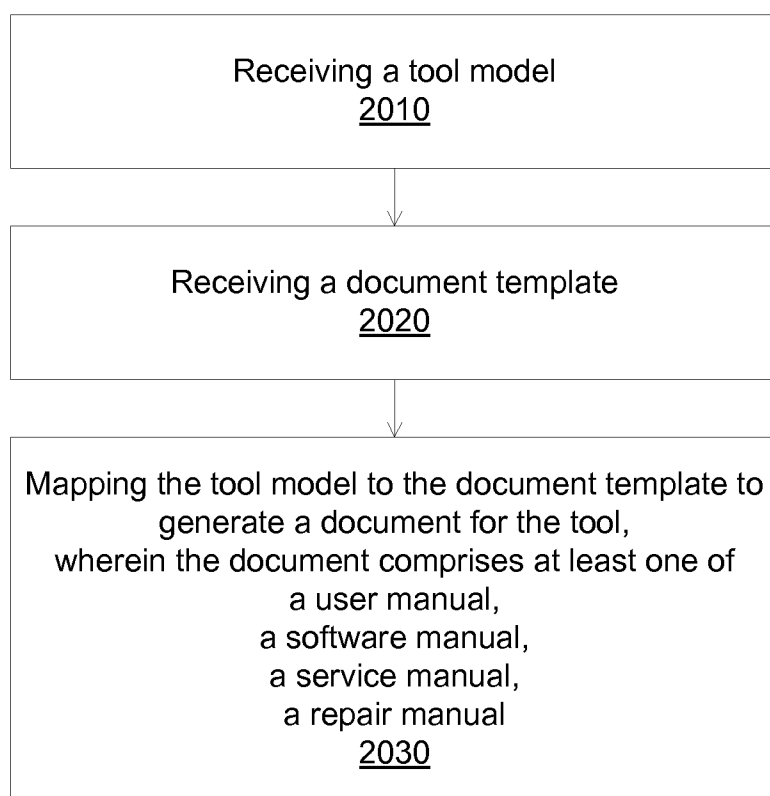 Receiving a tool model
2010
Receiving a document template
2020
Mapping the tool model to the document template to
generate a document for the tool,
wherein the document comprises at least one of
a user manual,
a software manual,
a service manual,
a repair manual
2030